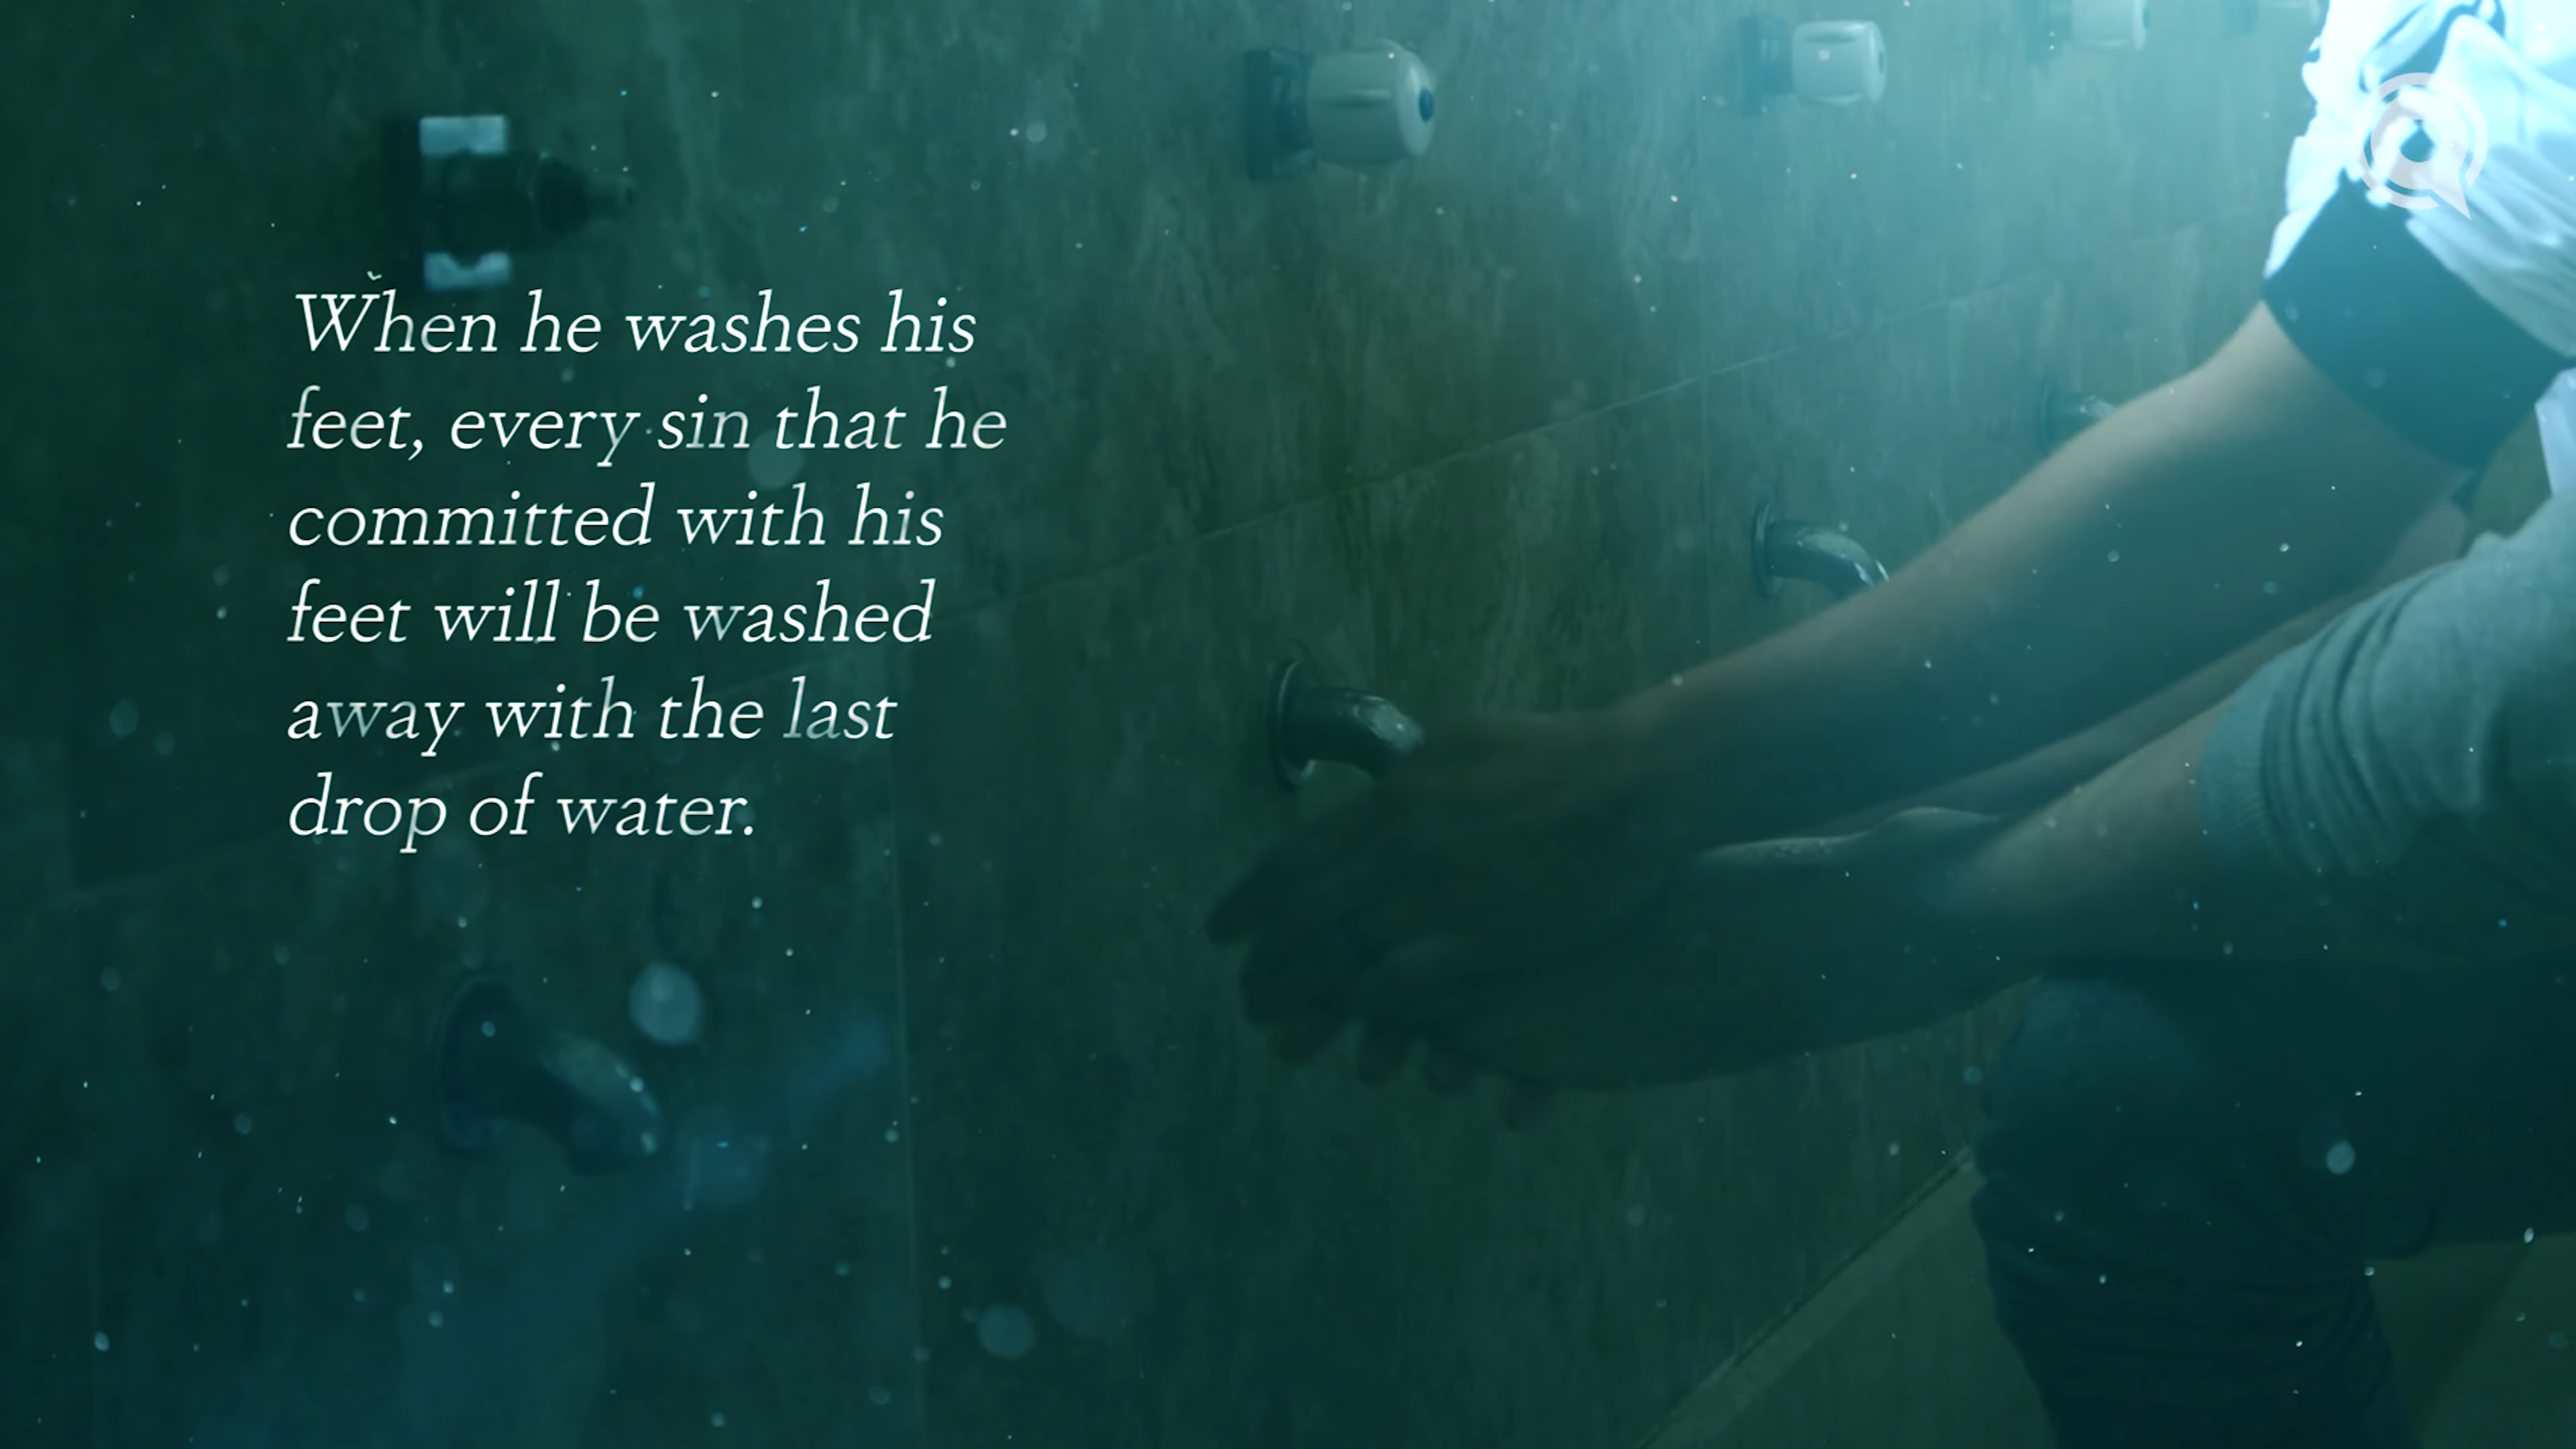 When he washes his
feet, every sin that he
committed with his
feet will be washed
away with the last
drop of water.